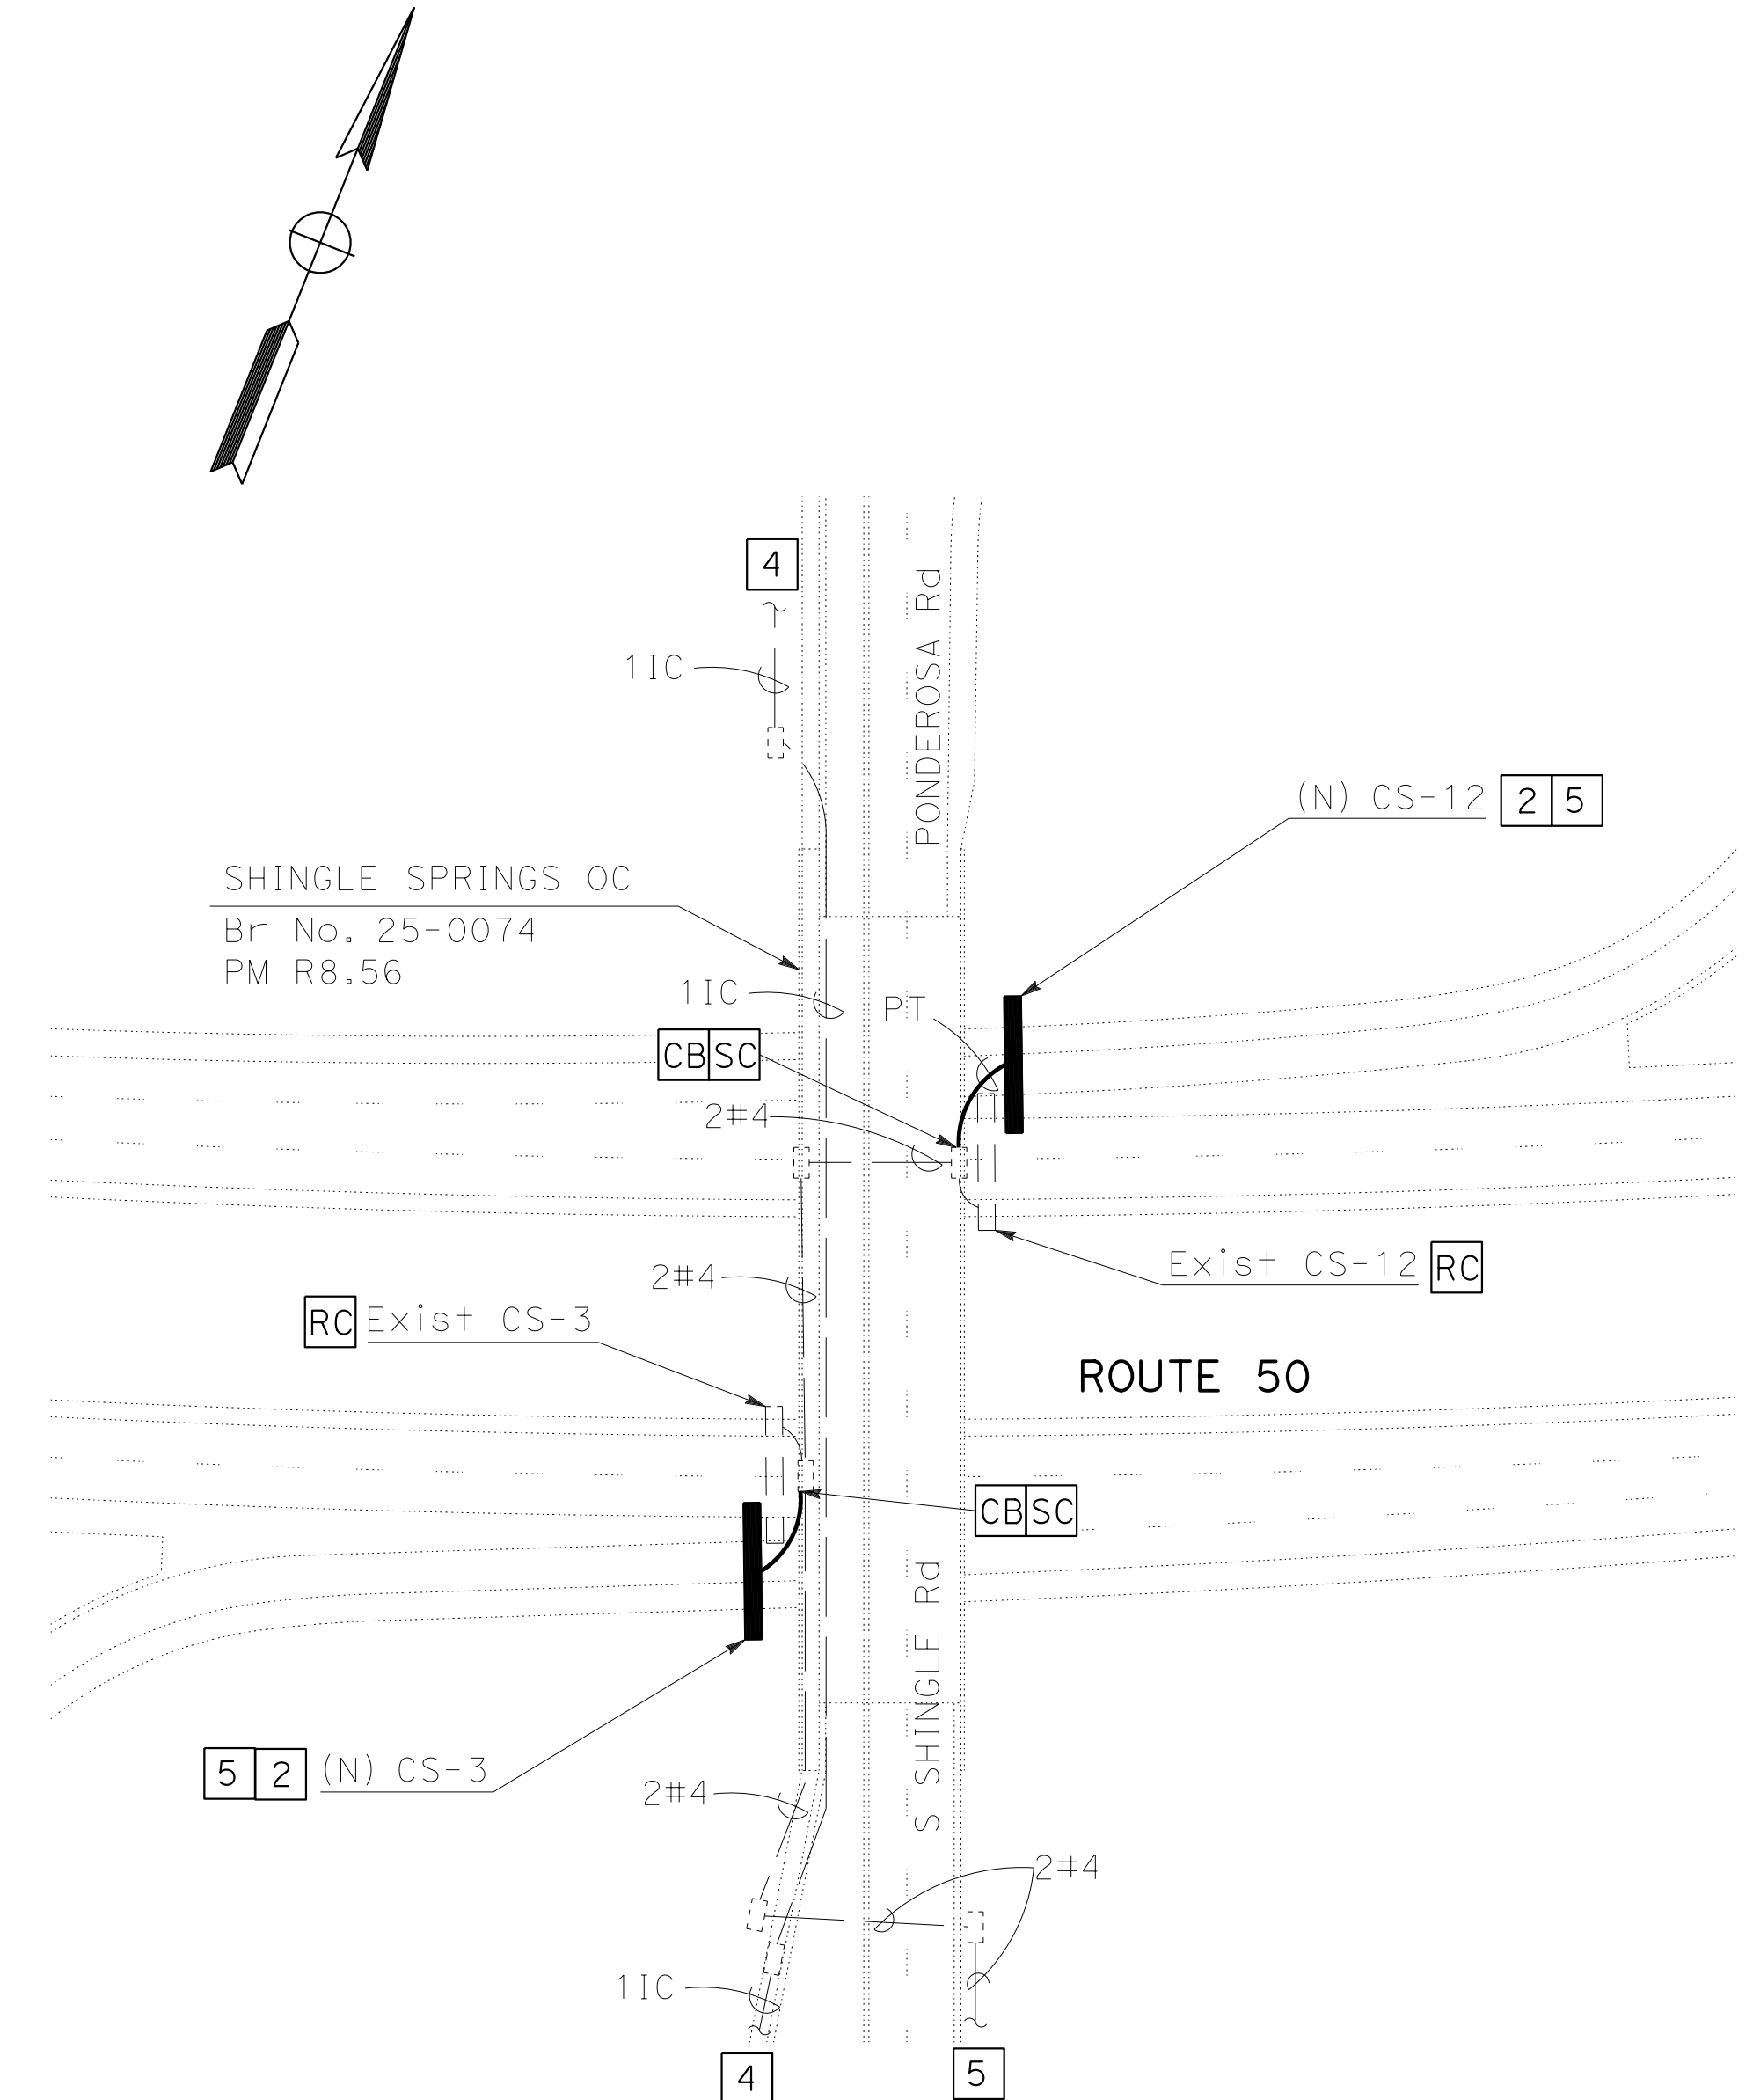 4
1IC
PONDEROSA Rd
(N) CS-12 2 5
SHINGLE SPRINGS OC
Br No. 25-0074
PM R8.56
1IC
PT
CB SC
2#4
2#4
Exist CS-12 RC
RC Exist CS-3
ROUTE 50
CB SC
S SHINGLE Rd
5 2 (N) CS-3
2#4
2#4
1IC
4
5